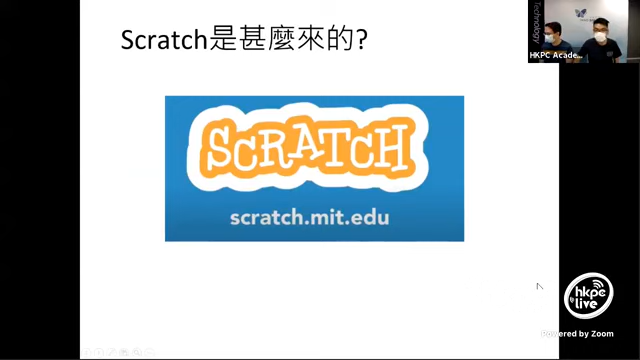 Scratch是甚麼來的?
Technology
HKPC Acade...
SCRATCH
scratch.mit.edu
hkpc
live
Powered by Zoom